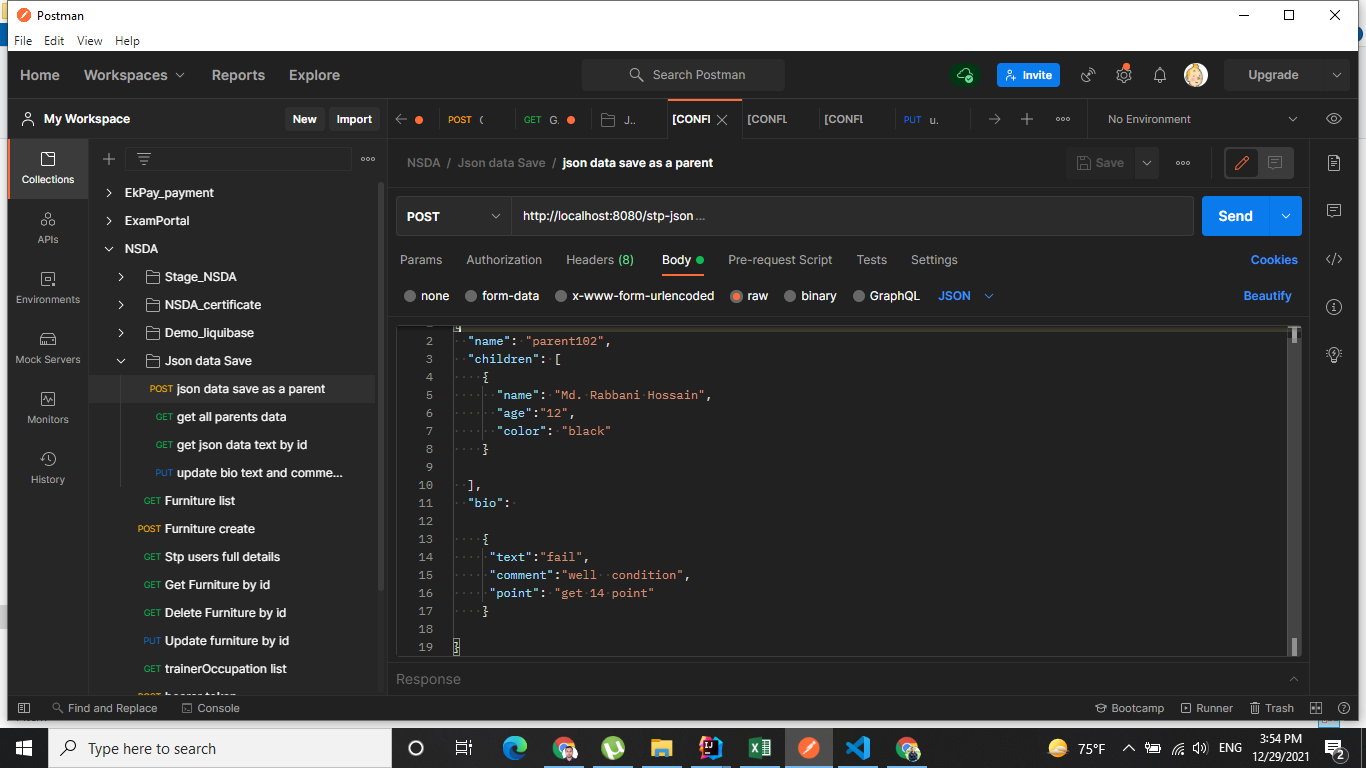 Postman
File Edit View Help
Home Workspaces Reports Explore Search Postman Invite Upgrade
My Workspace New Import POST GET G. J.. [CONFI [CONFL [CONFL PUT u. No Environment
NSDA / Json data Save / json data save as a parent Save
Collections
APIs
Environments
Mock Servers
Monitors
History
EkPay_payment
ExamPortal
NSDA
Stage_NSDA
NSDA_certificate
Demo_liquibase
Json data Save
POST json data save as a parent
GET get all parents data
GET get json data text by id
PUT update bio text and comme...
GET Furniture list
POST Furniture create
GET Stp users full details
GET Get Furniture by id
GET Delete Furniture by id
PUT Update furniture by id
GET trainerOccupation list
POST http://localhost:8080/stp-json... Send
Params Authorization Headers (8) Body Pre-request Script Tests Settings Cookies
none form-data x-www-form-urlencoded raw binary GraphQL JSON Beautify
2 "name": "parent102",
3 "children": [
4 {
5 "name": "Md. Rabbani Hossain",
6 "age":"12",
7 "color": "black"
8 }
9
10 ],
11 "bio":
12
13 {
14 "text":"fail",
15 "comment":"well  condition",
16 "point": "get 14 point"
17 }
18
19 }
Response
Find and Replace Console Bootcamp Runner Trash
Type here to search 75°F ENG 3:54 PM
12/29/2021 2